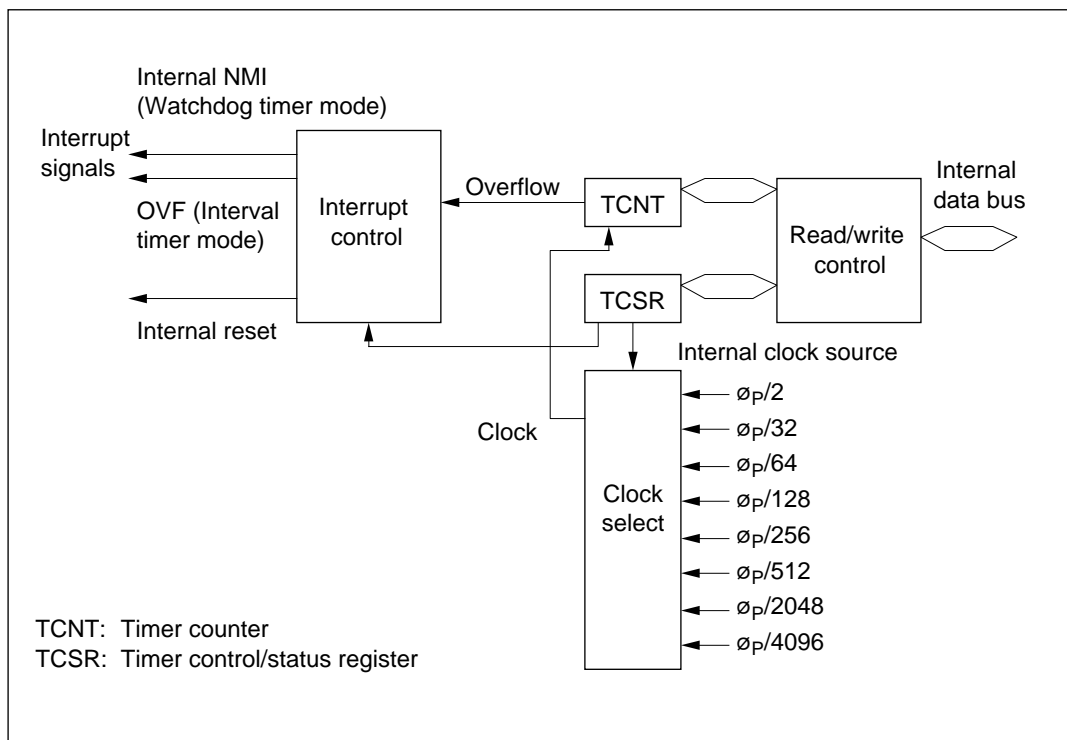 Internal NMI
(Watchdog timer mode)
Interrupt
signals
OVF (Interval
timer mode)
Internal reset
Interrupt
control
Overflow
TCNT
TCSR
Read/write
control
Internal
data bus
Internal clock source
Clock
Clock
select
øP/2
øP/32
øP/64
øP/128
øP/256
øP/512
øP/2048
øP/4096
TCNT: Timer counter
TCSR: Timer control/status register